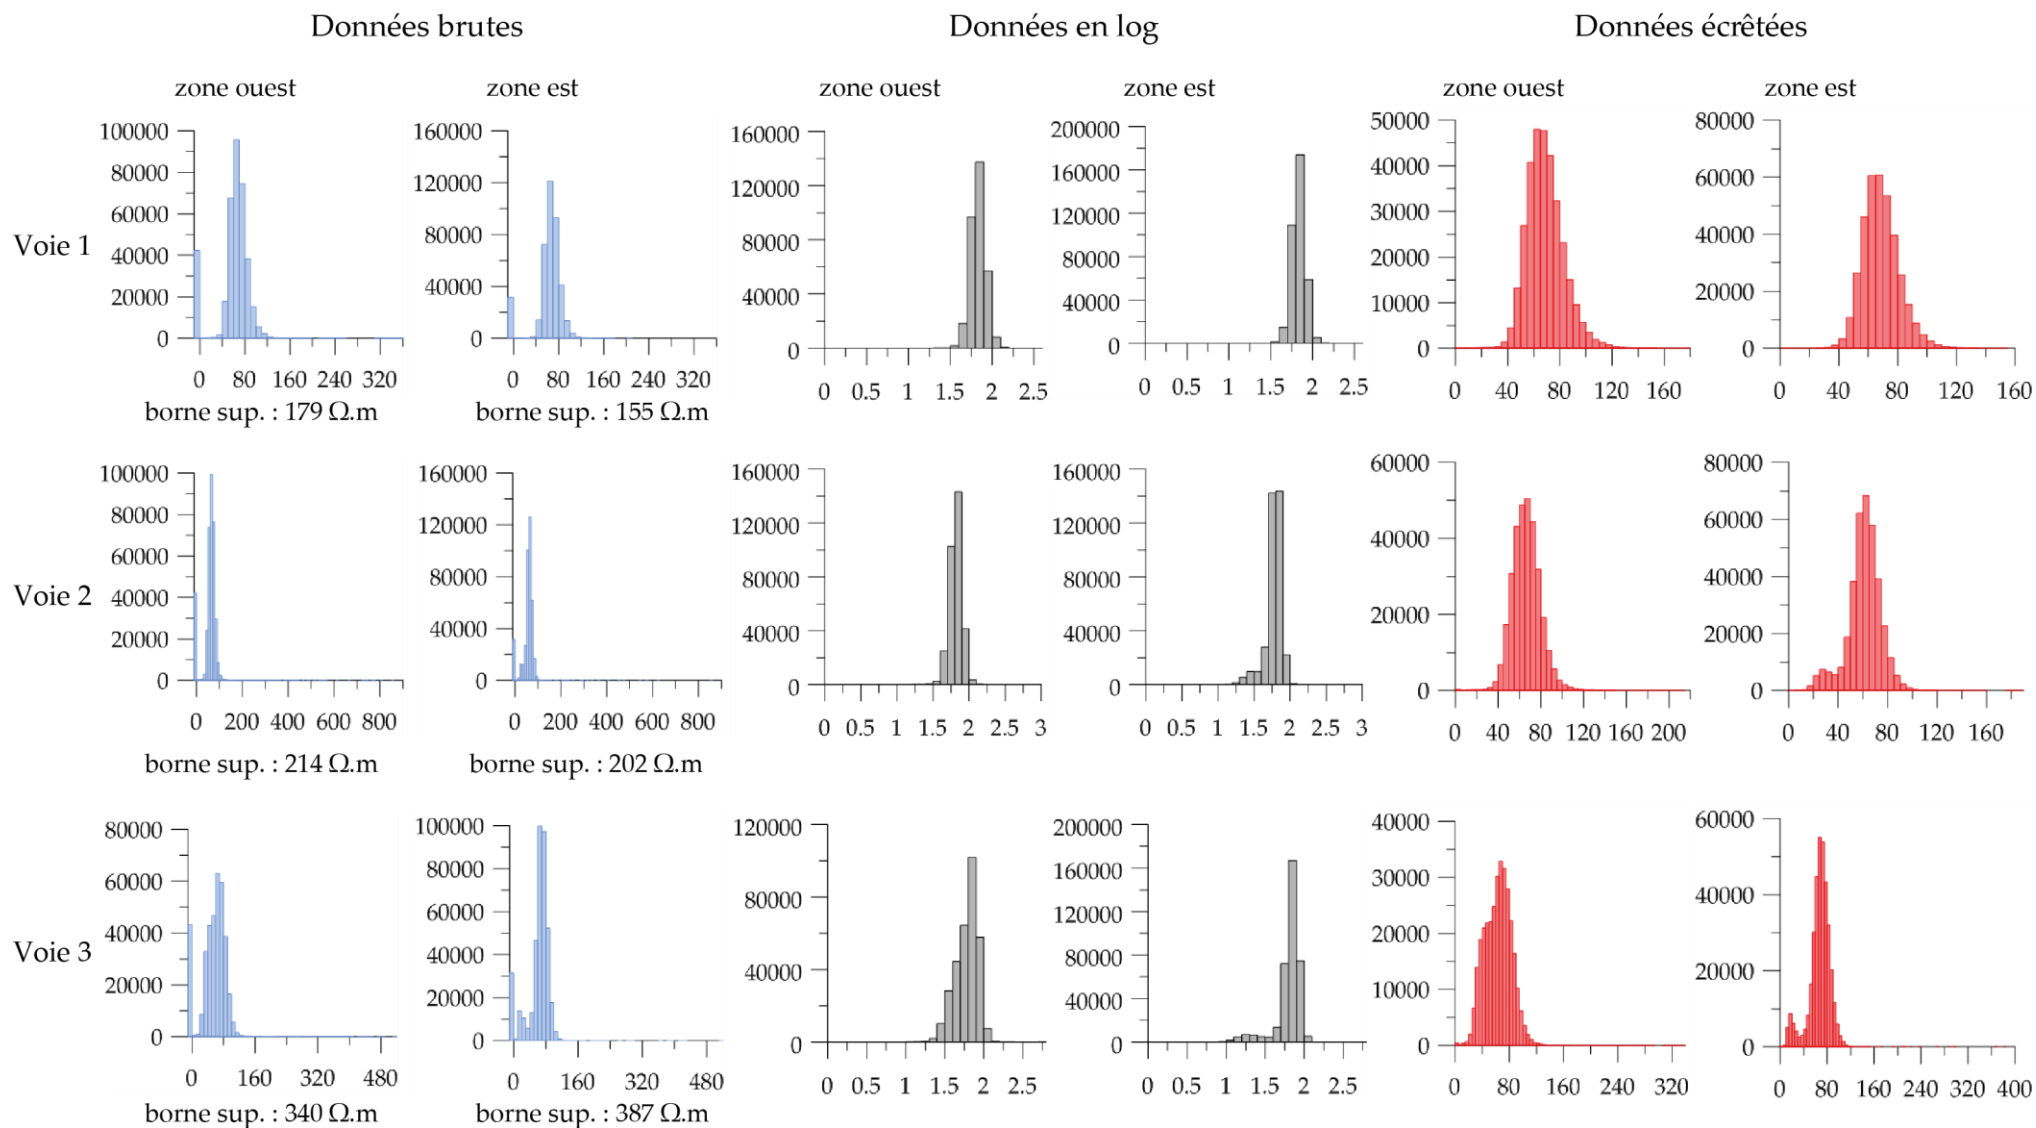 Données brutes Données en log Données écrêtées
zone ouest zone est zone ouest zone est zone ouest zone est
Voie 1
100000 80000 60000 40000 20000 0
0 80 160 240 320
borne sup. : 179 Ω.m
160000 120000 80000 40000 0
0 80 160 240 320
borne sup. : 155 Ω.m
160000 120000 80000 40000 0
0 0.5 1 1.5 2 2.5
200000 160000 120000 80000 40000 0
0 0.5 1 1.5 2 2.5
50000 40000 30000 20000 10000 0
0 40 80 120 160
80000 60000 40000 20000 0
0 40 80 120 160
Voie 2
100000 80000 60000 40000 20000 0
0 200 400 600 800
borne sup. : 214 Ω.m
160000 120000 80000 40000 0
0 200 400 600 800
borne sup. : 202 Ω.m
160000 120000 80000 40000 0
0 0.5 1 1.5 2 2.5 3
160000 120000 80000 40000 0
0 0.5 1 1.5 2 2.5 3
60000 40000 20000 0
0 40 80 120 160 200
80000 60000 40000 20000 0
0 40 80 120 160
Voie 3
80000 60000 40000 20000 0
0 160 320 480
borne sup. : 340 Ω.m
100000 80000 60000 40000 20000 0
0 160 320 480
borne sup. : 387 Ω.m
120000 80000 40000 0
0 0.5 1 1.5 2 2.5
200000 160000 120000 80000 40000 0
0 0.5 1 1.5 2 2.5
40000 30000 20000 10000 0
0 80 160 240 320
60000 40000 20000 0
0 80 160 240 320 400